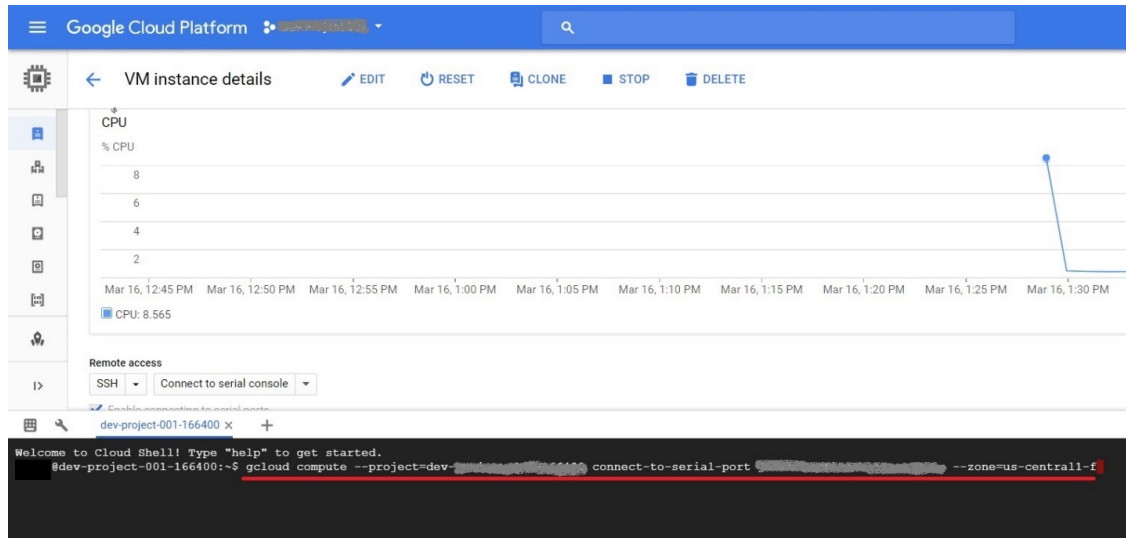 Google Cloud Platform
VM instance details EDIT RESET CLONE STOP DELETE
CPU
% CPU
8
6
4
2
Mar 16, 12:45 PM Mar 16, 12:50 PM Mar 16, 12:55 PM Mar 16, 1:00 PM Mar 16, 1:05 PM Mar 16, 1:10 PM Mar 16, 1:15 PM Mar 16, 1:20 PM Mar 16, 1:25 PM Mar 16, 1:30 PM
CPU: 8.565
Remote access
SSH Connect to serial console
Enable connecting to serial ports
dev-project-001-166400 × +
Welcome to Cloud Shell! Type "help" to get started.
@dev-project-001-166400:~$ gcloud compute --project=dev- connect-to-serial-port --zone=us-central1-f